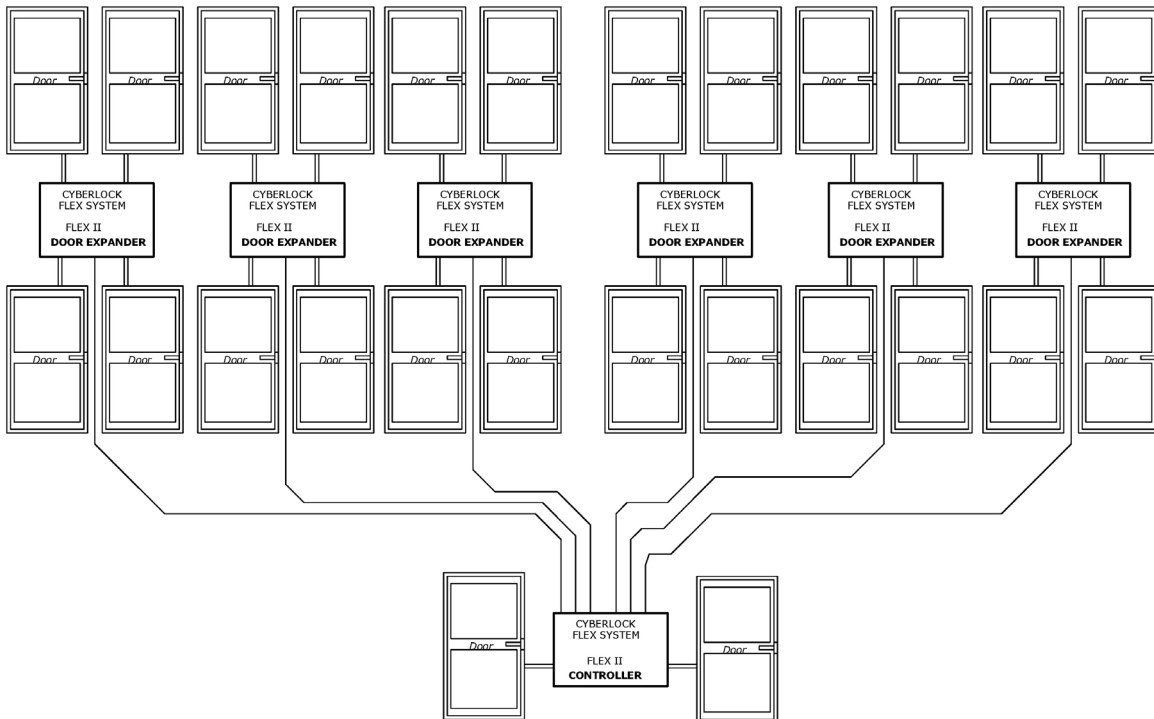 Door Door Door Door Door Door Door Door Door Door Door Door
CYBERLOCK
FLEX SYSTEM
FLEX II
DOOR EXPANDER
CYBERLOCK
FLEX SYSTEM
FLEX II
DOOR EXPANDER
CYBERLOCK
FLEX SYSTEM
FLEX II
DOOR EXPANDER
CYBERLOCK
FLEX SYSTEM
FLEX II
DOOR EXPANDER
CYBERLOCK
FLEX SYSTEM
FLEX II
DOOR EXPANDER
CYBERLOCK
FLEX SYSTEM
FLEX II
DOOR EXPANDER
Door Door Door Door Door Door Door Door Door Door Door Door
Door
CYBERLOCK
FLEX SYSTEM
FLEX II
CONTROLLER
Door